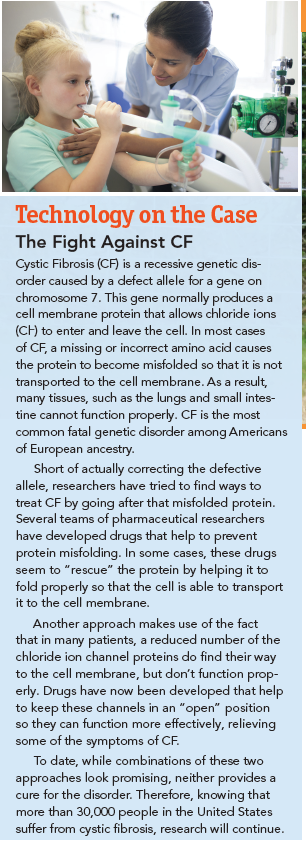 Technology on the Case
The Fight Against CF
Cystic Fibrosis (CF) is a recessive genetic dis-
order caused by a defect allele for a gene on
chromosome 7. This gene normally produces a
cell membrane protein that allows chloride ions
(Cl⁻) to enter and leave the cell. In most cases
of CF, a missing or incorrect amino acid causes
the protein to become misfolded so that it is not
transported to the cell membrane. As a result,
many tissues, such as the lungs and small intes-
tine cannot function properly. CF is the most
common fatal genetic disorder among Americans
of European ancestry.
Short of actually correcting the defective
allele, researchers have tried to find ways to
treat CF by going after that misfolded protein.
Several teams of pharmaceutical researchers
have developed drugs that help to prevent
protein misfolding. In some cases, these drugs
seem to “rescue” the protein by helping it to
fold properly so that the cell is able to transport
it to the cell membrane.
Another approach makes use of the fact
that in many patients, a reduced number of the
chloride ion channel proteins do find their way
to the cell membrane, but don’t function prop-
erly. Drugs have now been developed that help
to keep these channels in an “open” position
so they can function more effectively, relieving
some of the symptoms of CF.
To date, while combinations of these two
approaches look promising, neither provides a
cure for the disorder. Therefore, knowing that
more than 30,000 people in the United States
suffer from cystic fibrosis, research will continue.